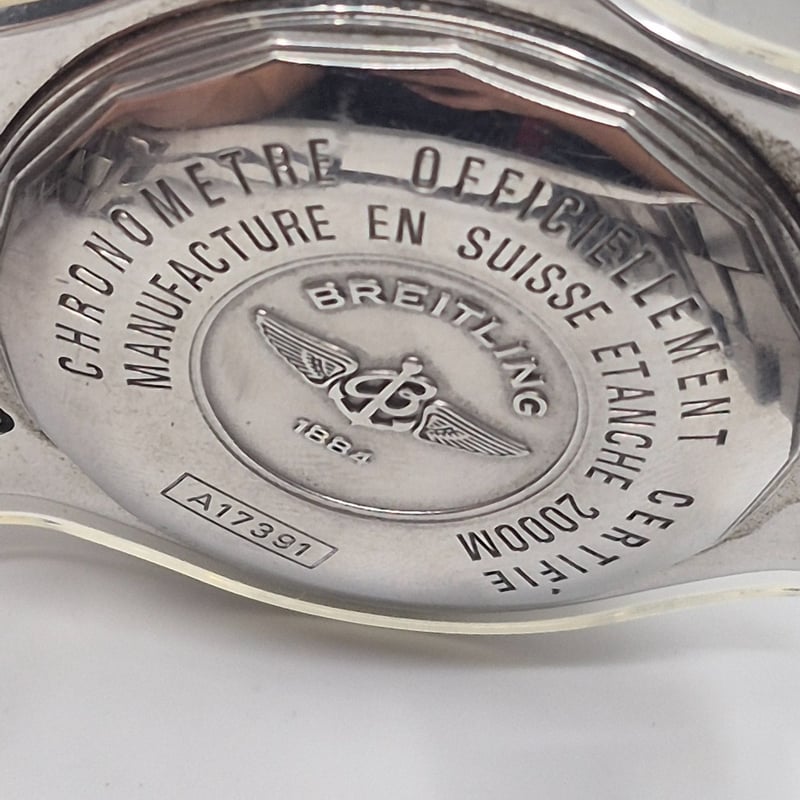 CHRONOMETRE OFFICIELLEMENT CERTIFIE
MANUFACTURE EN SUISSE ETANCHE 2000M
BREITLING
1884
A17391